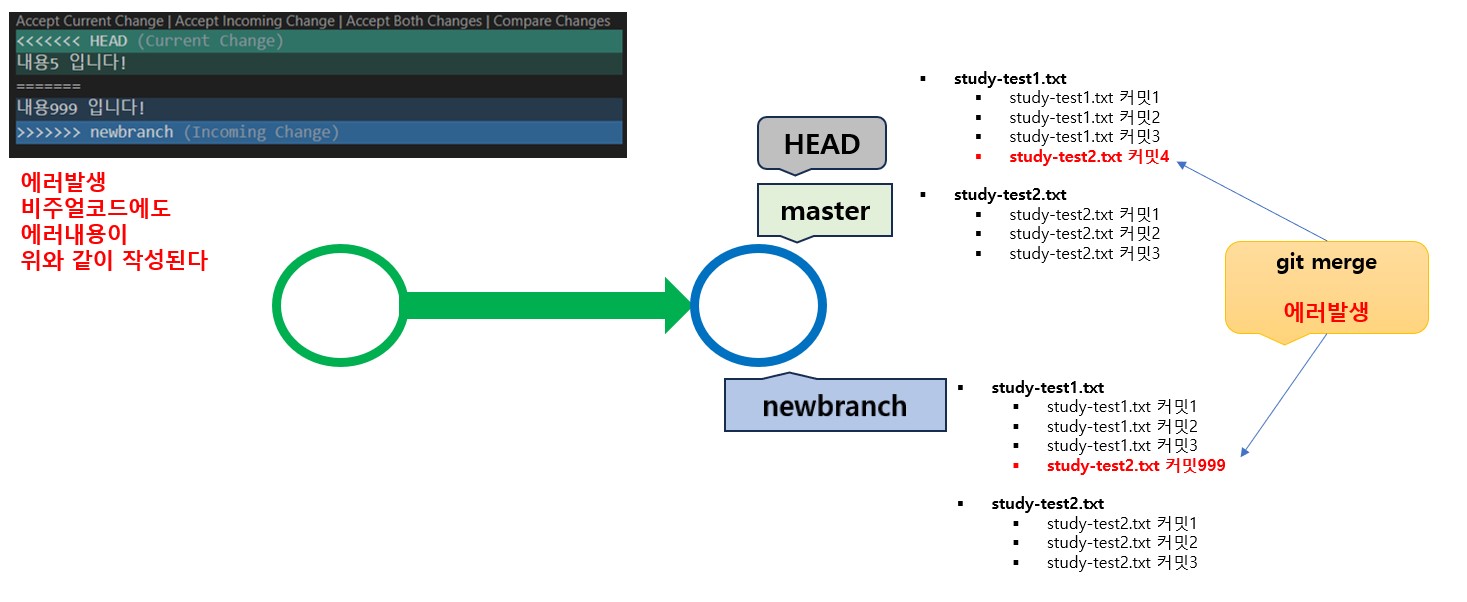 Accept Current Change | Accept Incoming Change | Accept Both Changes | Compare Changes
<<<<<<< HEAD (Current Change)
내용5 입니다!
=======
내용999 입니다!
>>>>>>> newbranch (Incoming Change)
에러발생
비주얼코드에도
에러내용이
위와 같이 작성된다
HEAD
master
newbranch
▪ study-test1.txt
▪ study-test1.txt 커밋1
▪ study-test1.txt 커밋2
▪ study-test1.txt 커밋3
▪ study-test2.txt 커밋4
▪ study-test2.txt
▪ study-test2.txt 커밋1
▪ study-test2.txt 커밋2
▪ study-test2.txt 커밋3
git merge
에러발생
▪ study-test1.txt
▪ study-test1.txt 커밋1
▪ study-test1.txt 커밋2
▪ study-test1.txt 커밋3
▪ study-test2.txt 커밋999
▪ study-test2.txt
▪ study-test2.txt 커밋1
▪ study-test2.txt 커밋2
▪ study-test2.txt 커밋3